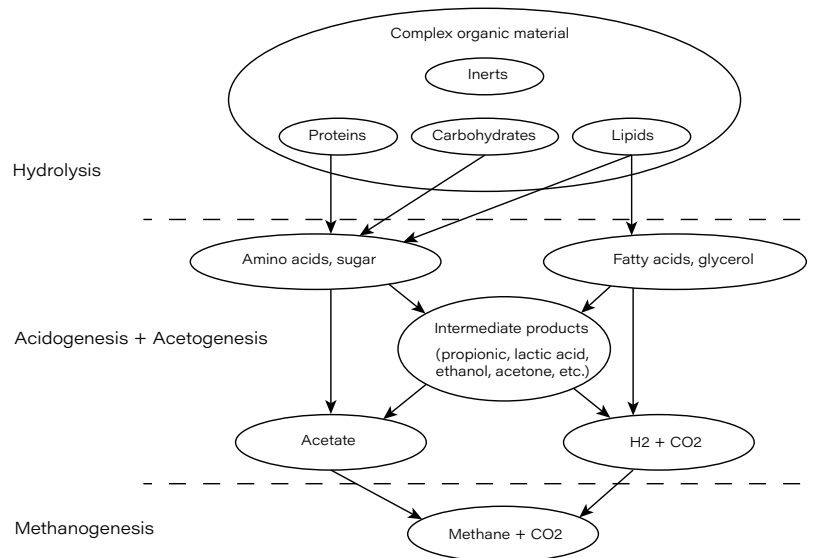 Complex organic material
Inerts
Proteins
Carbohydrates
Lipids
Hydrolysis
Amino acids, sugar
Fatty acids, glycerol
Intermediate products
(propionic, lactic acid,
ethanol, acetone, etc.)
Acidogenesis + Acetogenesis
Acetate
H2 + CO2
Methanogenesis
Methane + CO2